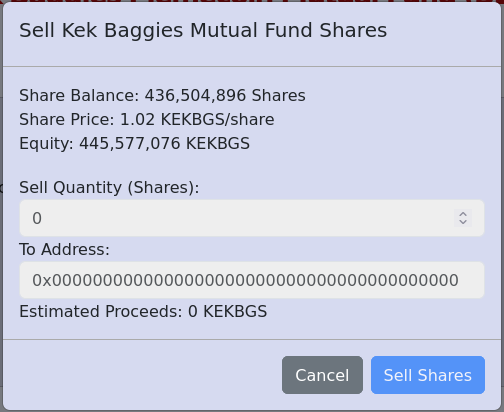 Sell Kek Baggies Mutual Fund Shares
Share Balance: 436,504,896 Shares
Share Price: 1.02 KEKBGS/share
Equity: 445,577,076 KEKBGS
Sell Quantity (Shares):
0
To Address:
0x0000000000000000000000000000000000000000
Estimated Proceeds: 0 KEKBGS
Cancel Sell Shares